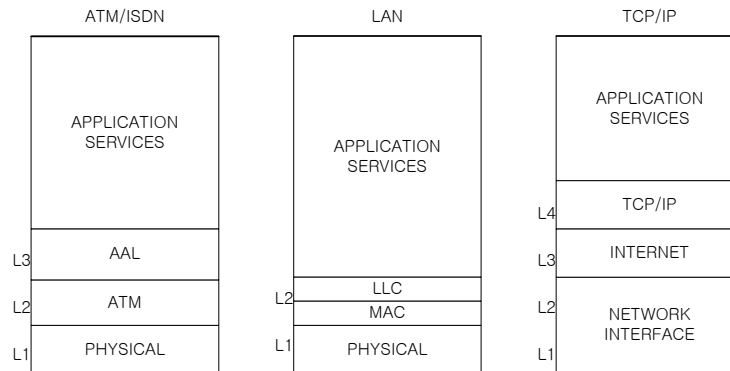 ATM/ISDN
APPLICATION
SERVICES
L3
AAL
L2
ATM
L1
PHYSICAL
LAN
APPLICATION
SERVICES
L2
LLC
MAC
L1
PHYSICAL
TCP/IP
APPLICATION
SERVICES
L4
TCP/IP
L3
INTERNET
L2
NETWORK
INTERFACE
L1